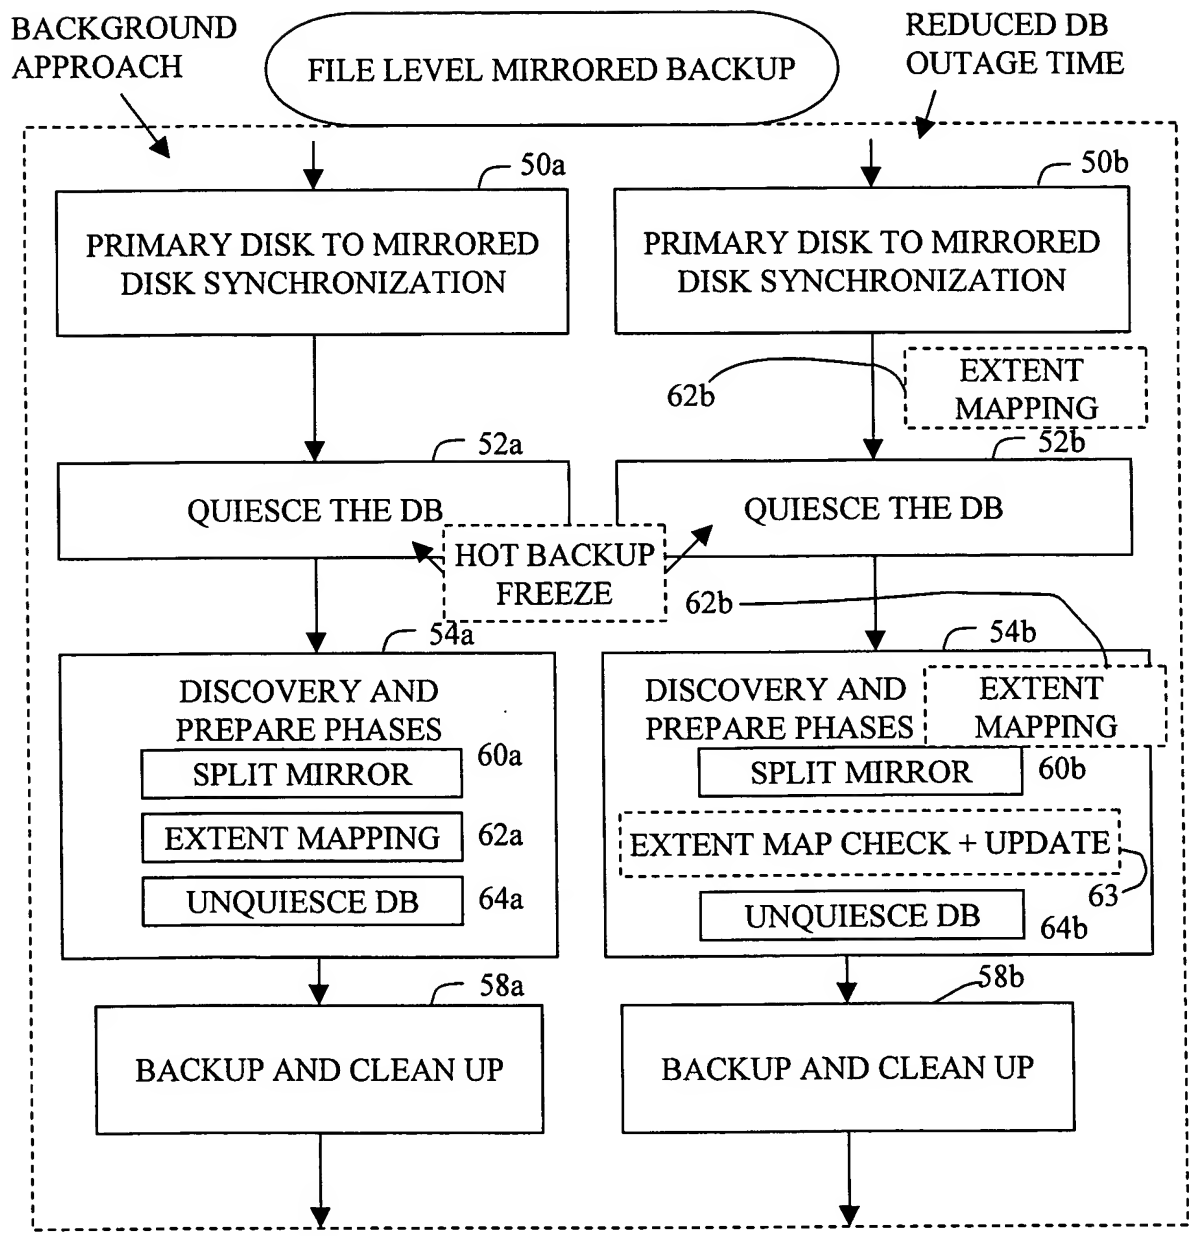 BACKGROUND
APPROACH
FILE LEVEL MIRRORED BACKUP
REDUCED DB
OUTAGE TIME
50a
PRIMARY DISK TO MIRRORED
DISK SYNCHRONIZATION
50b
PRIMARY DISK TO MIRRORED
DISK SYNCHRONIZATION
62b
EXTENT
MAPPING
52a
QUIESCE THE DB
52b
QUIESCE THE DB
HOT BACKUP
FREEZE
62b
54a
DISCOVERY AND
PREPARE PHASES
SPLIT MIRROR
60a
EXTENT MAPPING
62a
UNQUIESCE DB
64a
54b
DISCOVERY AND
PREPARE PHASES
EXTENT
MAPPING
SPLIT MIRROR
60b
EXTENT MAP CHECK + UPDATE
63
UNQUIESCE DB
64b
58a
BACKUP AND CLEAN UP
58b
BACKUP AND CLEAN UP